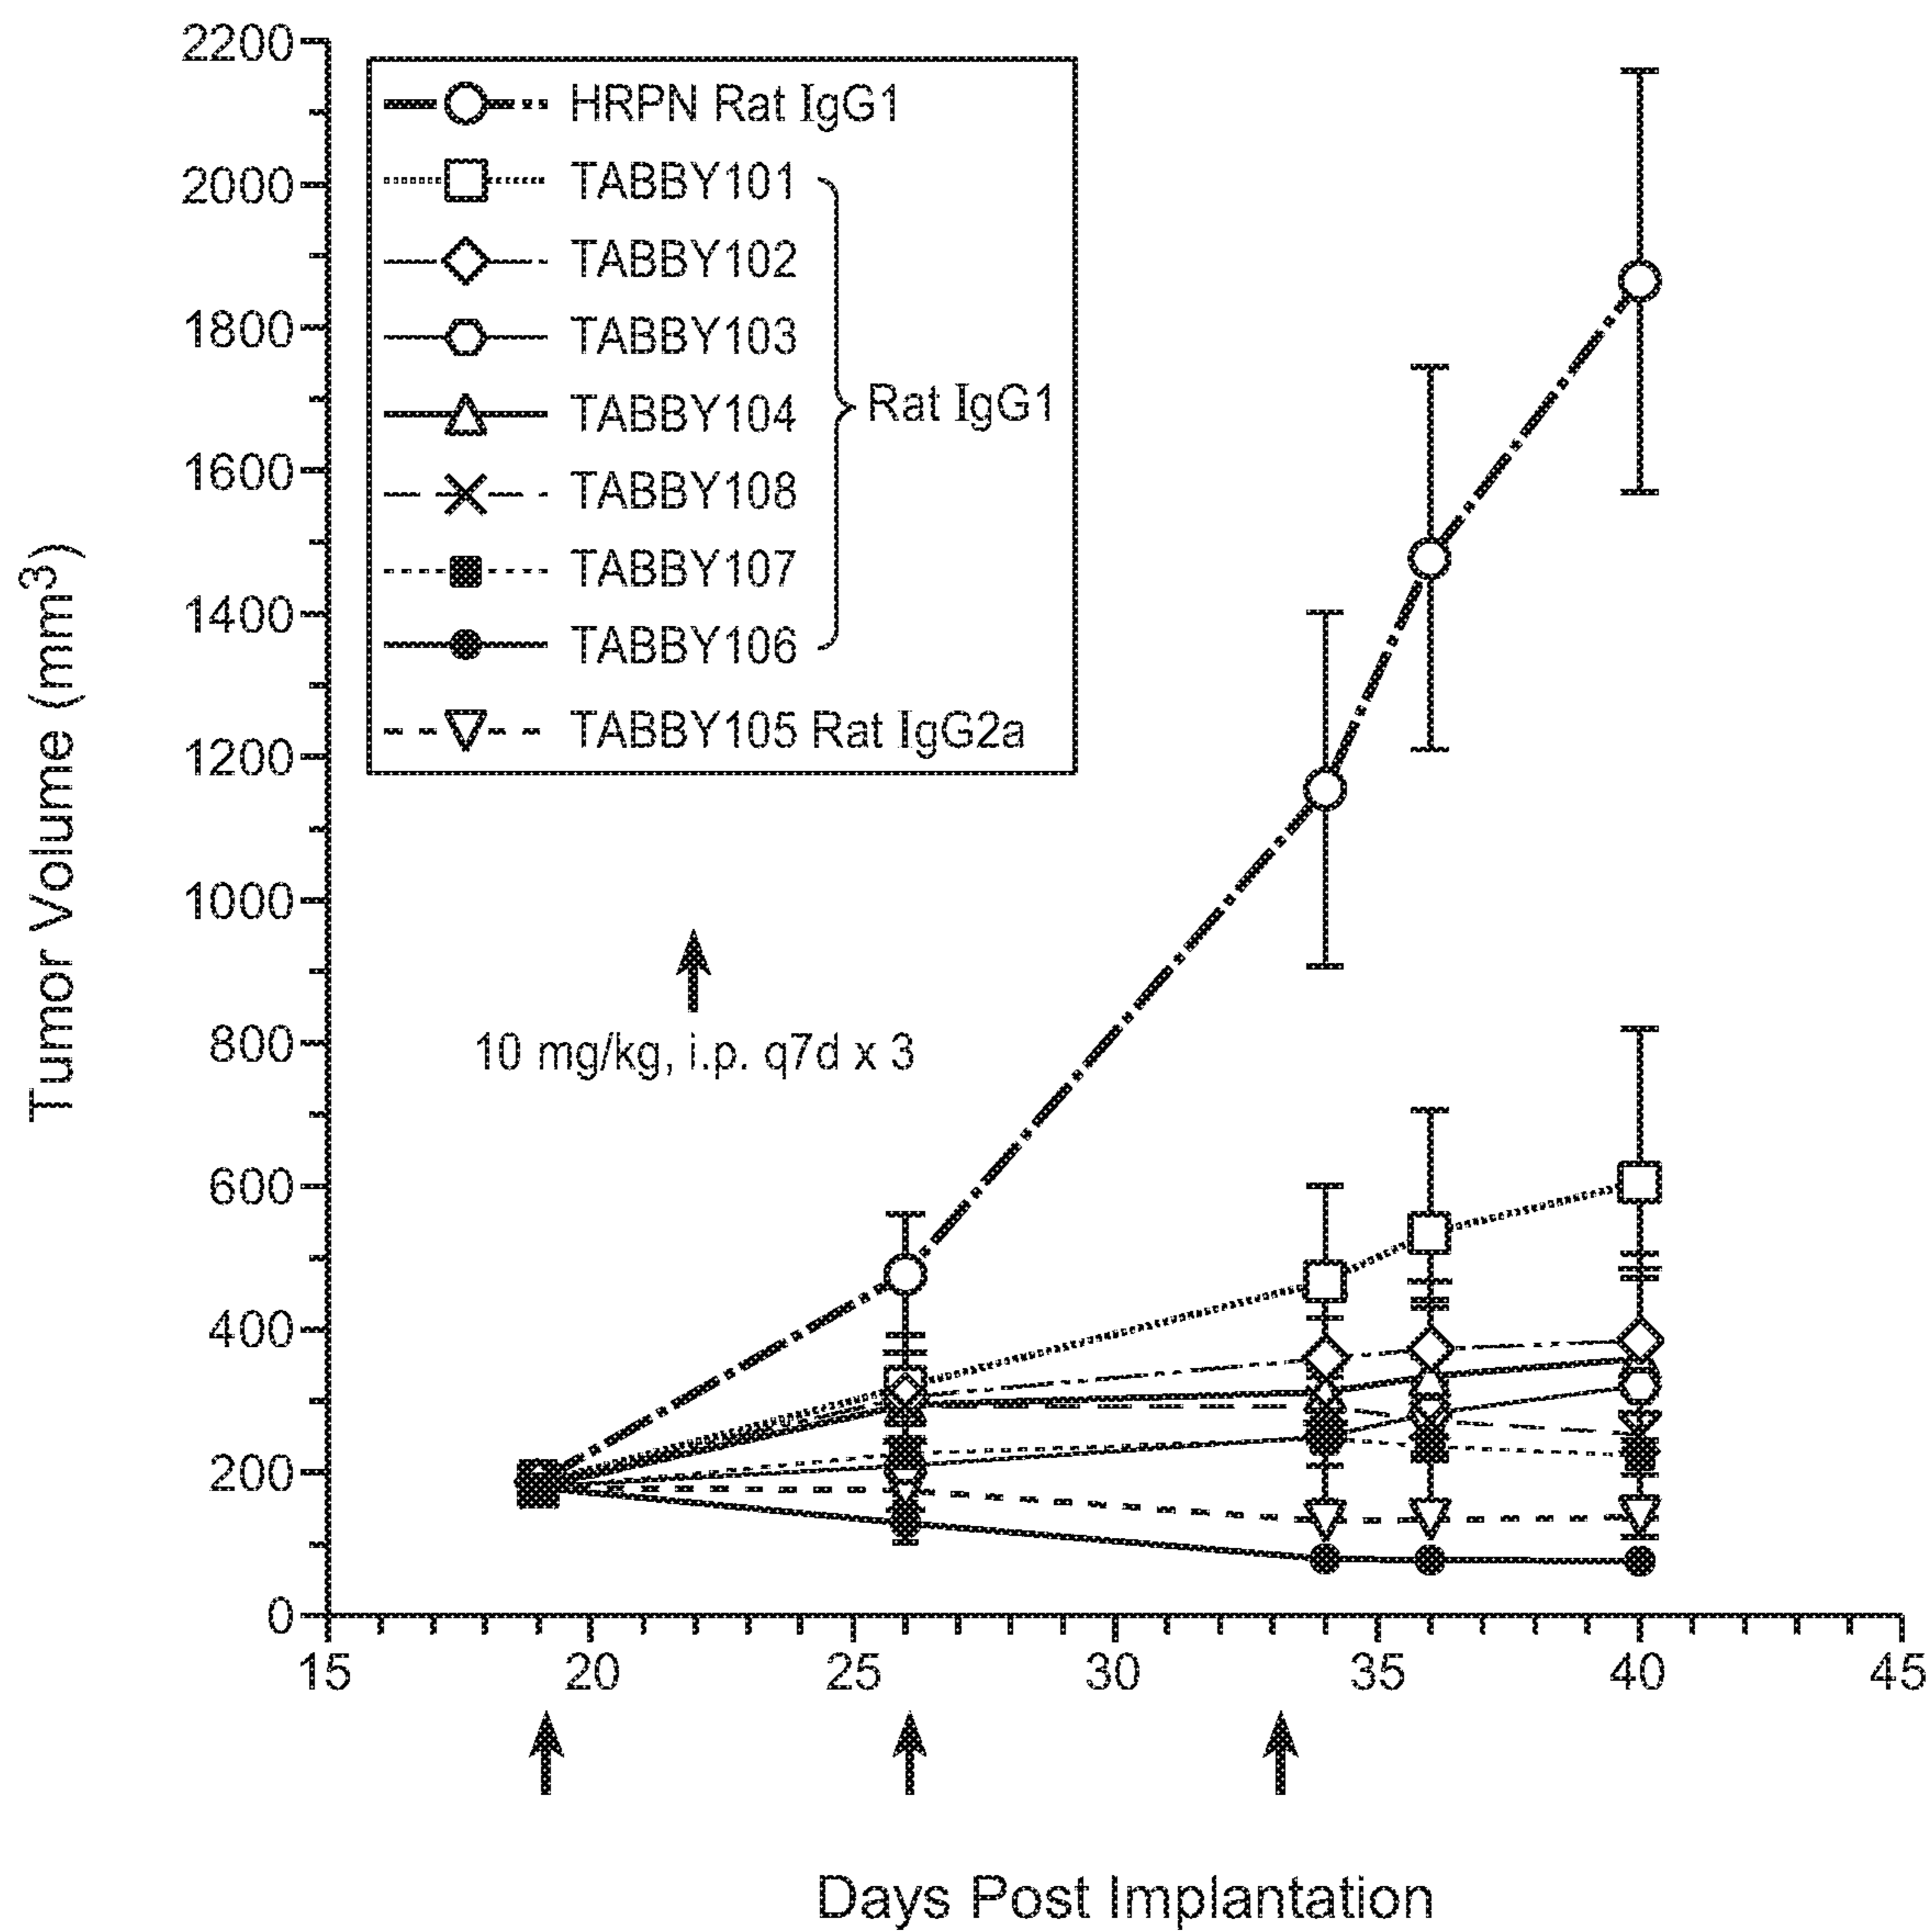 2200
2000
1800
1600
1400
1200
1000
800
600
400
200
0
Tumor Volume (mm³)
HRPN Rat IgG1
TABBY101
TABBY102
TABBY103
TABBY104
TABBY108
TABBY107
TABBY106
Rat IgG1
TABBY105 Rat IgG2a
10 mg/kg, i.p. q7d x 3
15 20 25 30 35 40 45
Days Post Implantation